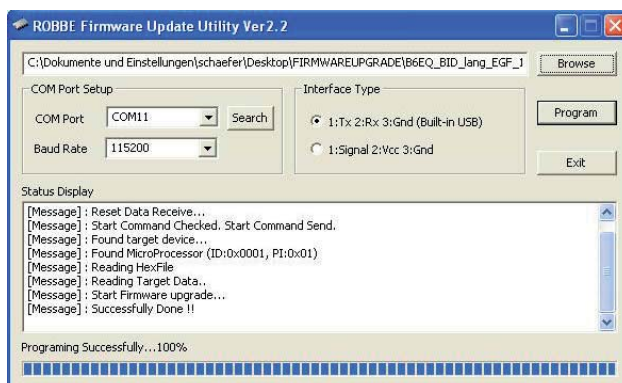 ROBBE Firmware Update Utility Ver2.2
C:\Dokumente und Einstellungen\schaefer\Desktop\FIRMWAREUPGRADE\B6EQ_BID_lang_EGF_1
Browse
COM Port Setup
COM Port
COM11
Search
Baud Rate
115200
Interface Type
1:Tx 2:Rx 3:Gnd (Built-in USB)
1:Signal 2:Vcc 3:Gnd
Program
Exit
Status Display
[Message] : Reset Data Receive...
[Message] : Start Command Checked. Start Command Send.
[Message] : Found target device...
[Message] : Found MicroProcessor (ID:0x0001, PI:0x01)
[Message] : Reading HexFile
[Message] : Reading Target Data..
[Message] : Start Firmware upgrade...
[Message] : Successfully Done !!
Programing Successfully...100%